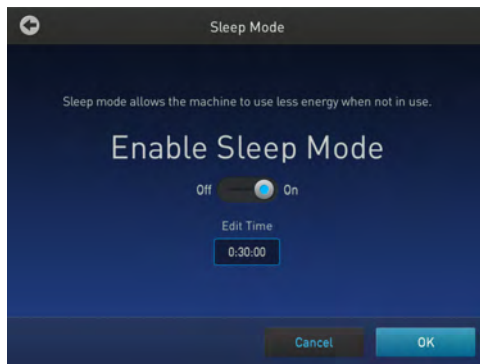 Sleep Mode
Sleep mode allows the machine to use less energy when not in use.
Enable Sleep Mode
Off On
Edit Time
0:30:00
Cancel OK